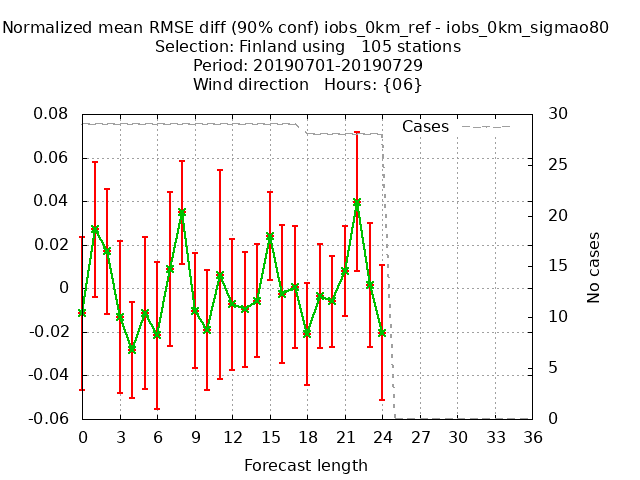 Normalized mean RMSE diff (90% conf) iobs_0km_ref - iobs_0km_sigmao80
Selection: Finland using   105 stations
Period: 20190701-20190729
Wind direction   Hours: {06}
Cases
0.08
0.06
0.04
0.02
0
-0.02
-0.04
-0.06
30
25
20
15
10
5
0
No cases
0 3 6 9 12 15 18 21 24 27 30 33 36
Forecast length